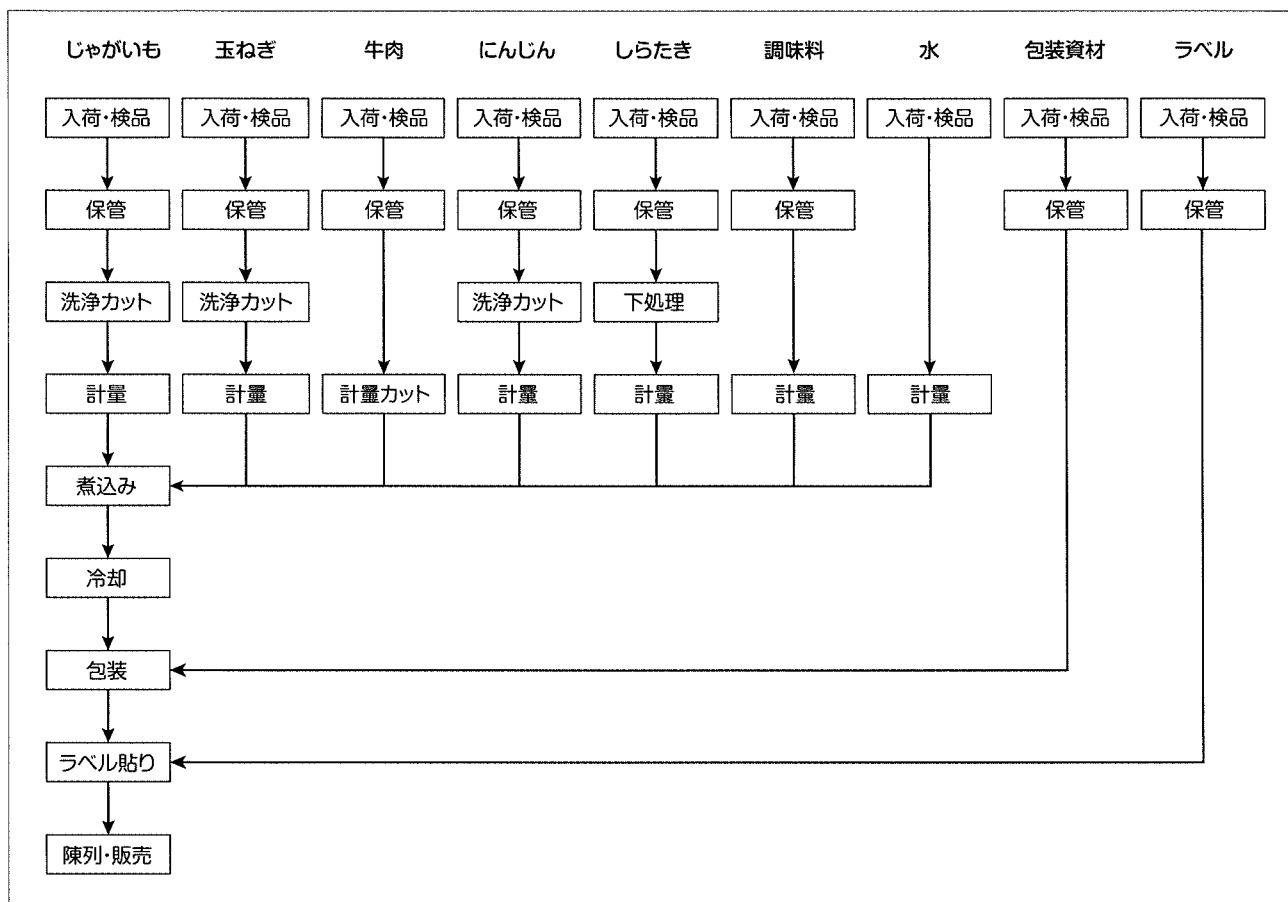 じゃがいも 玉ねぎ 牛肉 にんじん しらたき 調味料 水 包装資材 ラベル
入荷・検品 入荷・検品 入荷・検品 入荷・検品 入荷・検品 入荷・検品 入荷・検品 入荷・検品 入荷・検品
保管 保管 保管 保管 保管 保管 保管 保管
洗浄カット 洗浄カット 洗浄カット 下処理
計量 計量 計量カット 計量 計量 計量 計量
煮込み
冷却
包装
ラベル貼り
陳列・販売